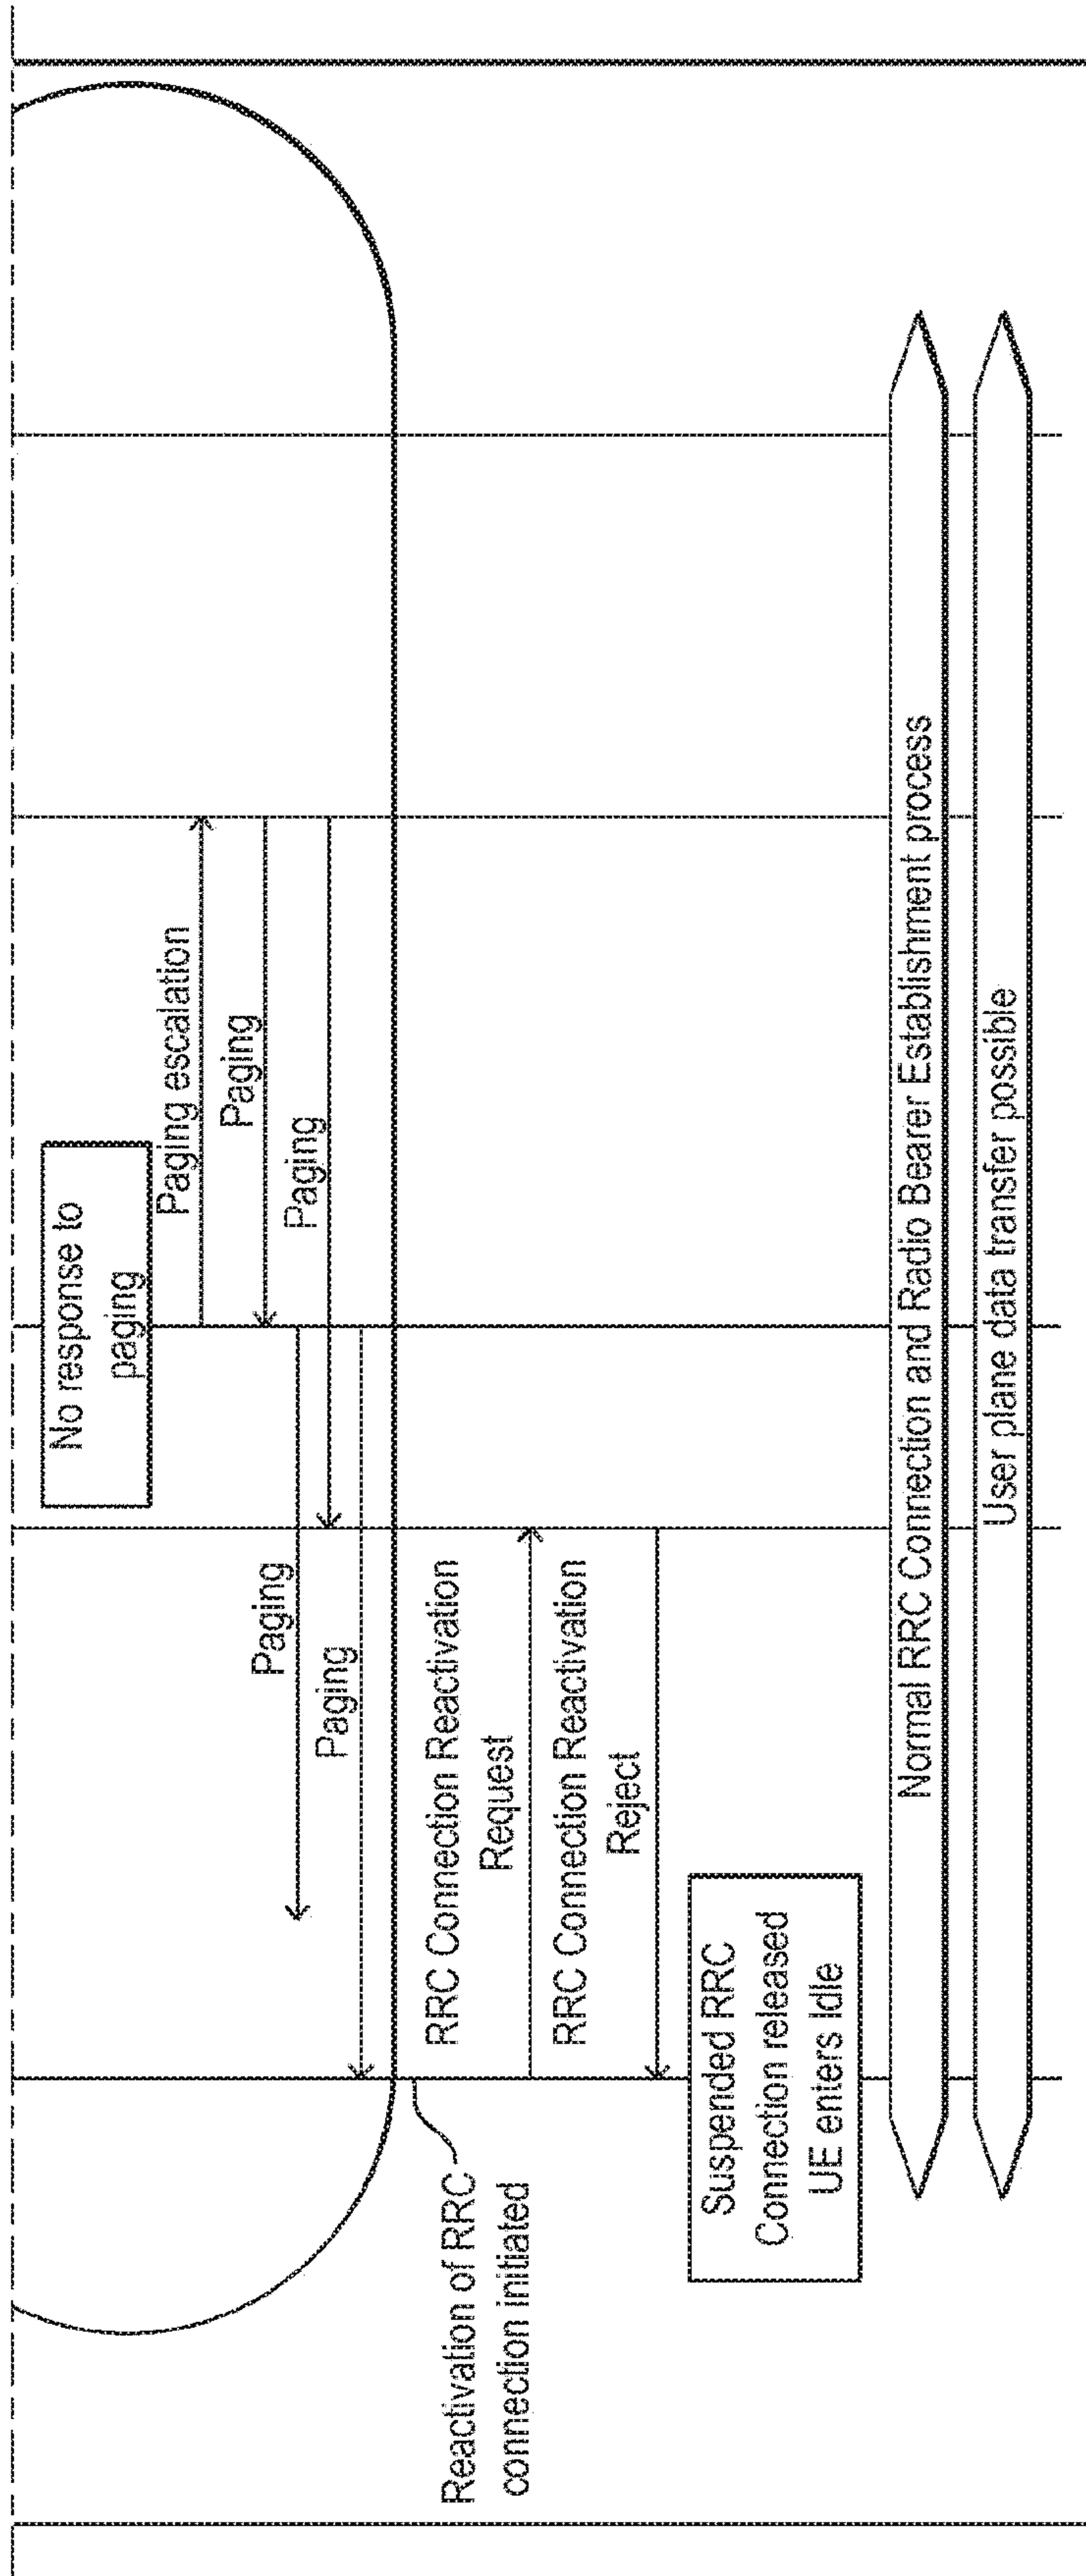 No response to
paging
Paging escalation
Paging
Paging
Paging
Paging
Reactivation of RRC
connection initiated
RRC Connection Reactivation
Request
RRC Connection Reactivation
Reject
Suspended RRC
Connection released
UE enters Idle
Normal RRC Connection and Radio Bearer Establishment process
User plane data transfer possible